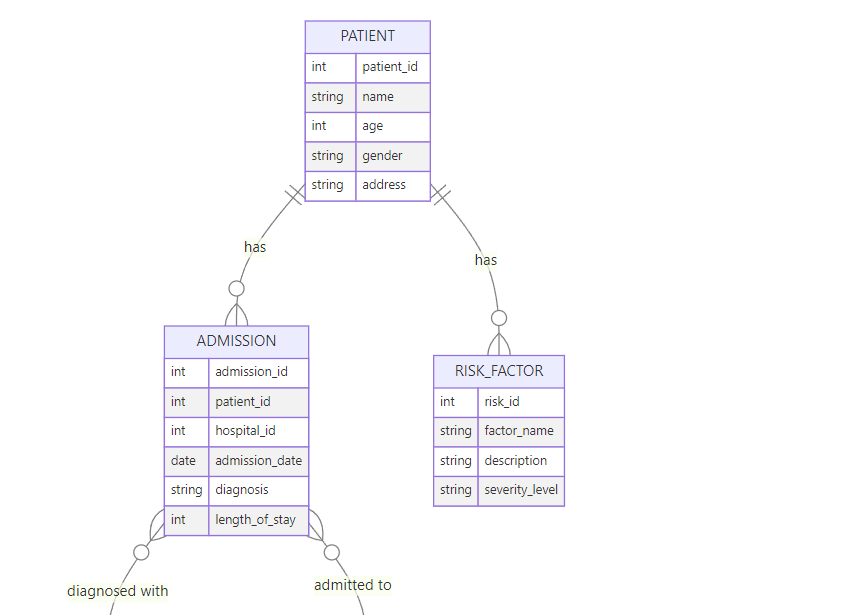 PATIENT
int patient_id
string name
int age
string gender
string address
has
has
ADMISSION
int admission_id
int patient_id
int hospital_id
date admission_date
string diagnosis
int length_of_stay
RISK_FACTOR
int risk_id
string factor_name
string description
string severity_level
diagnosed with
admitted to